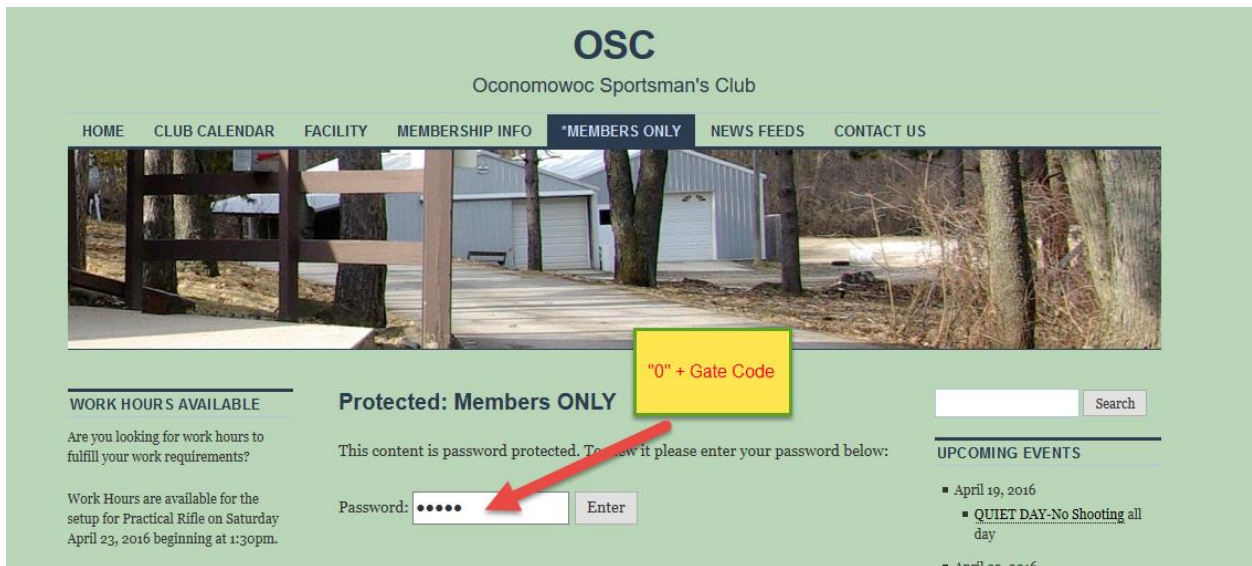 OSC
Oconomowoc Sportsman's Club
HOME CLUB CALENDAR FACILITY MEMBERSHIP INFO *MEMBERS ONLY NEWS FEEDS CONTACT US
"0" + Gate Code
WORK HOURS AVAILABLE
Are you looking for work hours to
fulfill your work requirements?
Work Hours are available for the
setup for Practical Rifle on Saturday
April 23, 2016 beginning at 1:30pm.
Protected: Members ONLY
This content is password protected. To view it please enter your password below:
Password: ••••• Enter
Search
UPCOMING EVENTS
▪ April 19, 2016
▪ QUIET DAY-No Shooting all
day